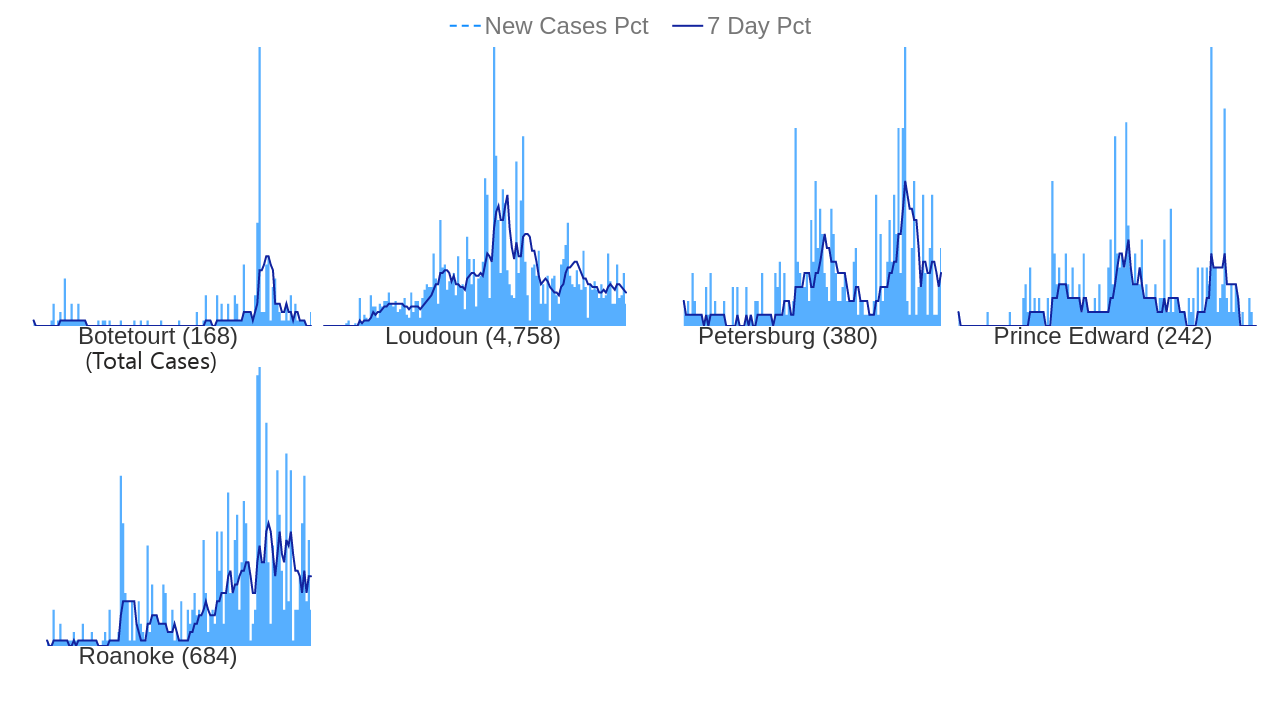 New Cases Pct 7 Day Pct
Botetourt (168) Loudoun (4,758) Petersburg (380) Prince Edward (242)
(Total Cases)
Roanoke (684)